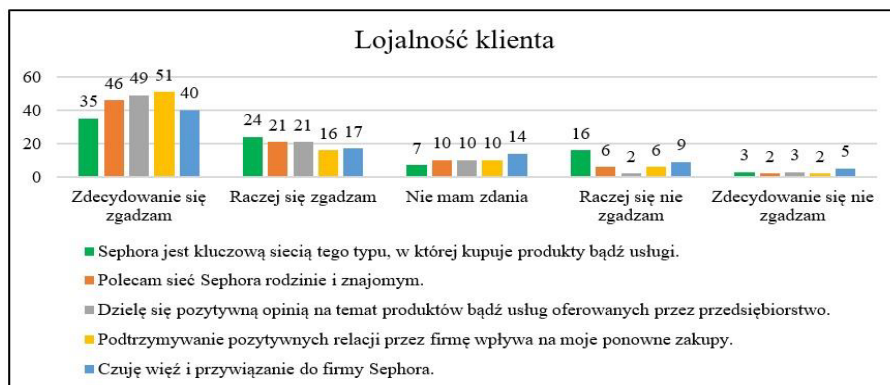 Lojalność klienta
60
40
20
0
35 46 49 51 40
24 21 21 16 17
7 10 10 10 14
16 6 2 6 9
3 2 3 2 5
Zdecydowanie się
zgadzam
Raczej się zgadzam
Nie mam zdania
Raczej się nie
zgadzam
Zdecydowanie się nie
zgadzam
Sephora jest kluczową siecią tego typu, w której kupuje produkty bądź usługi.
Polecam sieć Sephora rodzinie i znajomym.
Dzielę się pozytywną opinią na temat produktów bądź usług oferowanych przez przedsiębiorstwo.
Podtrzymywanie pozytywnych relacji przez firmę wpływa na moje ponowne zakupy.
Czuję więź i przywiązanie do firmy Sephora.